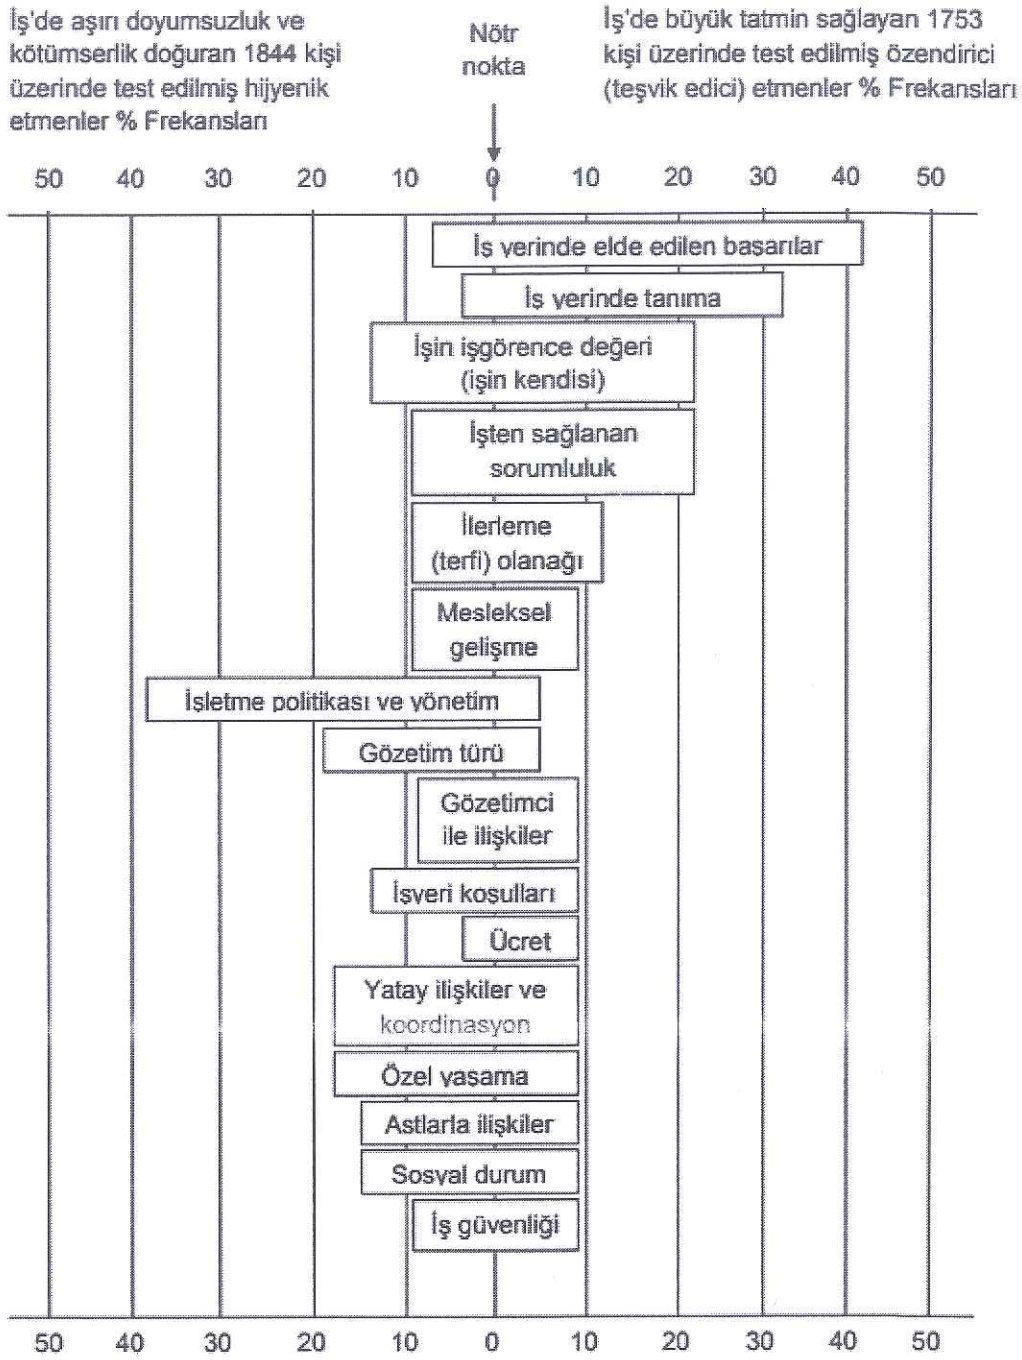 İş'de aşırı doyumsuzluk ve
kötümserlik doğuran 1844 kişi
üzerinde test edilmiş hijyenik
etmenler % Frekansları
Nötr
nokta
İş'de büyük tatmin sağlayan 1753
kişi üzerinde test edilmiş özendirici
(teşvik edici) etmenler % Frekansları
50 40 30 20 10 0 10 20 30 40 50
İş yerinde elde edilen başarılar
İş yerinde tanıma
İşin işgörence değeri
(işin kendisi)
İşten sağlanan
sorumluluk
İlerleme
(terfi) olanağı
Mesleksel
gelişme
İşletme politikası ve yönetim
Gözetim türü
Gözetimci
ile ilişkiler
İşyeri koşulları
Ücret
Yatay ilişkiler ve
koordinasyon
Özel yaşama
Astlarla ilişkiler
Sosyal durum
İş güvenliği
50 40 30 20 10 0 10 20 30 40 50